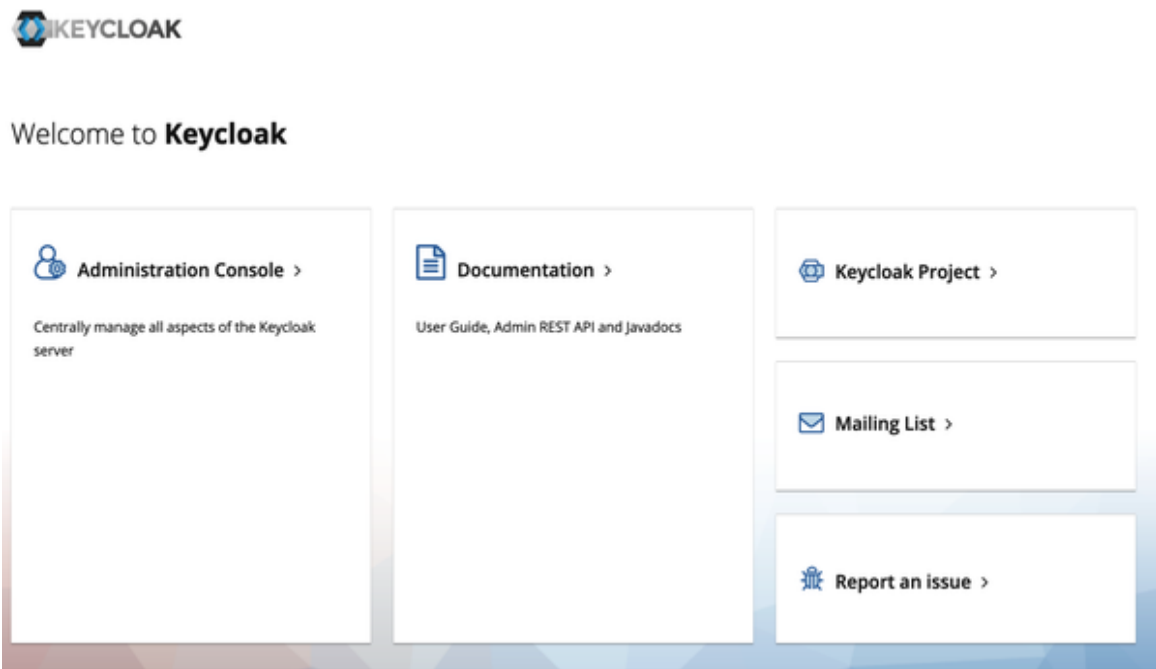 KEYCLOAK
Welcome to Keycloak
Administration Console >
Centrally manage all aspects of the Keycloak
server
Documentation >
User Guide, Admin REST API and Javadocs
Keycloak Project >
Mailing List >
Report an issue >